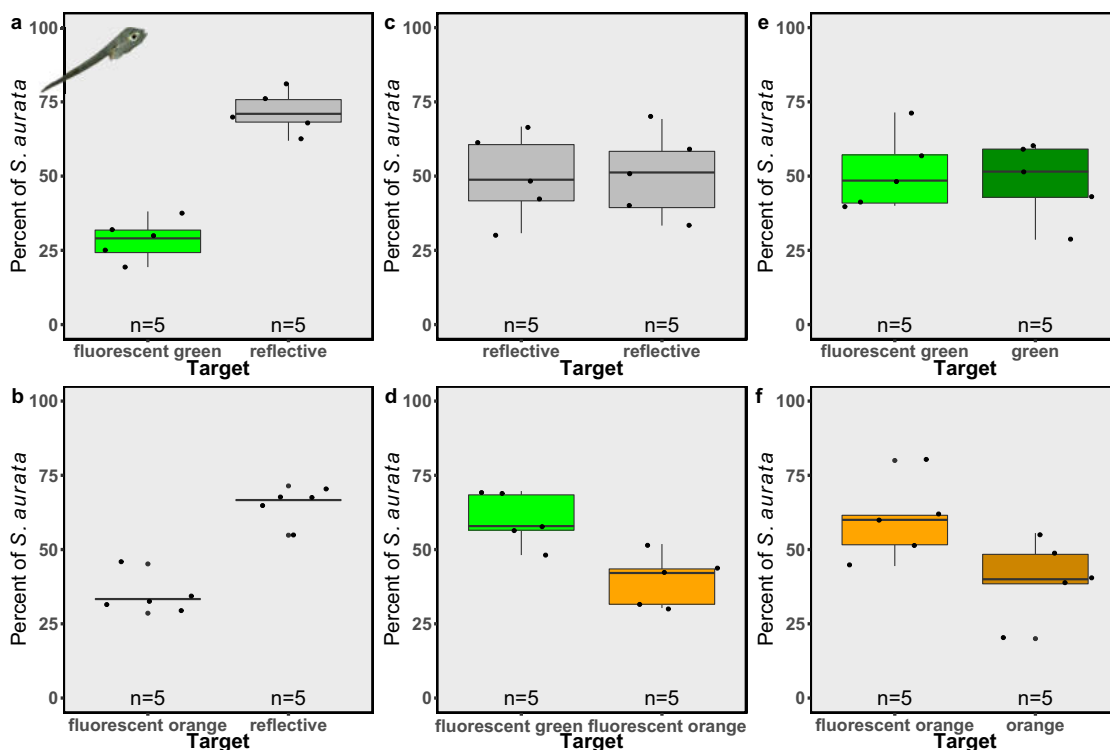 a
100
75
50
25
0
Percent of S. aurata
n=5
n=5
fluorescent green
reflective
Target
c
100
75
50
25
0
Percent of S. aurata
n=5
n=5
reflective
reflective
Target
e
100
75
50
25
0
Percent of S. aurata
n=5
n=5
fluorescent green
green
Target
b
100
75
50
25
0
Percent of S. aurata
n=5
n=5
fluorescent orange
reflective
Target
d
100
75
50
25
0
Percent of S. aurata
n=5
n=5
fluorescent green
fluorescent orange
Target
f
100
75
50
25
0
Percent of S. aurata
n=5
n=5
fluorescent orange
orange
Target